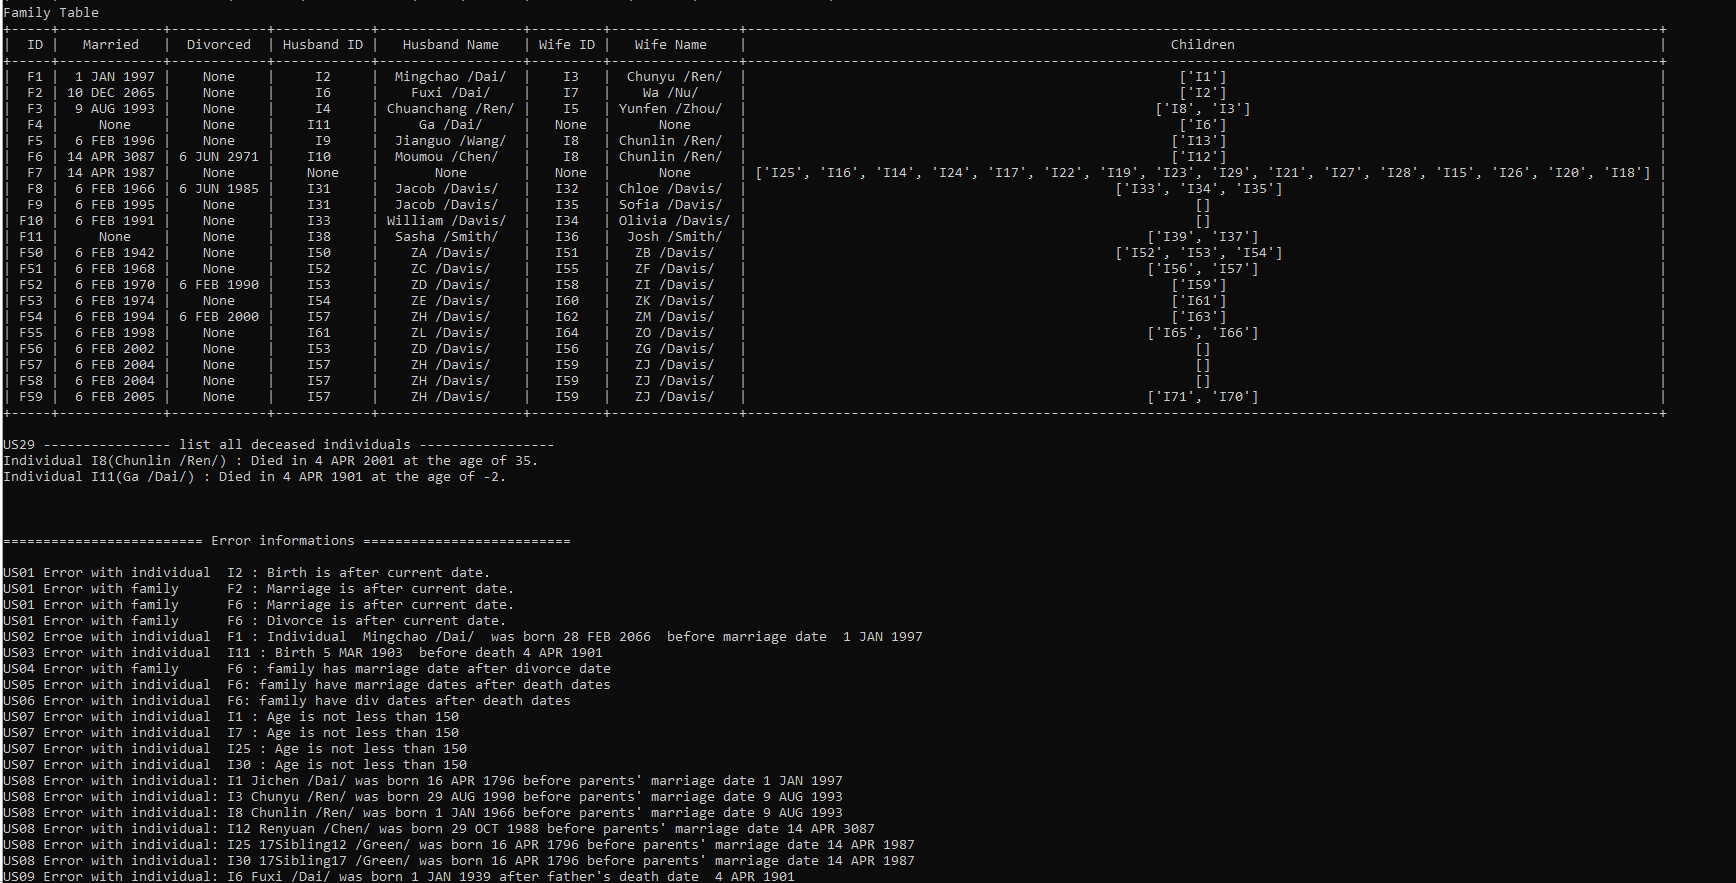 Family Table
+-----+-------------+------------+------------+------------------+---------+----------------+------------------------------------------------------------------------------------------------------------------+
| ID | Married | Divorced | Husband ID | Husband Name | Wife ID | Wife Name | Children |
+-----+-------------+------------+------------+------------------+---------+----------------+------------------------------------------------------------------------------------------------------------------+
| F1 | 1 JAN 1997 | None | I2 | Mingchao /Dai/ | I3 | Chunyu /Ren/ | ['I1'] |
| F2 | 10 DEC 2065 | None | I6 | Fuxi /Dai/ | I7 | Wa /Nu/ | ['I2'] |
| F3 | 9 AUG 1993 | None | I4 | Chuanchang /Ren/ | I5 | Yunfen /Zhou/ | ['I8', 'I3'] |
| F4 | None | None | I11 | Ga /Dai/ | None | None | ['I6'] |
| F5 | 6 FEB 1996 | None | I9 | Jianguo /Wang/ | I8 | Chunlin /Ren/ | ['I13'] |
| F6 | 14 APR 3087 | 6 JUN 2971 | I10 | Moumou /Chen/ | I8 | Chunlin /Ren/ | ['I12'] |
| F7 | 14 APR 1987 | None | None | None | None | None | ['I25', 'I16', 'I14', 'I24', 'I17', 'I22', 'I19', 'I23', 'I29', 'I21', 'I27', 'I28', 'I15', 'I26', 'I20', 'I18'] |
| F8 | 6 FEB 1966 | 6 JUN 1985 | I31 | Jacob /Davis/ | I32 | Chloe /Davis/ | ['I33', 'I34', 'I35'] |
| F9 | 6 FEB 1995 | None | I31 | Jacob /Davis/ | I35 | Sofia /Davis/ | [] |
| F10 | 6 FEB 1991 | None | I33 | William /Davis/ | I34 | Olivia /Davis/ | [] |
| F11 | None | None | I38 | Sasha /Smith/ | I36 | Josh /Smith/ | ['I39', 'I37'] |
| F50 | 6 FEB 1942 | None | I50 | ZA /Davis/ | I51 | ZB /Davis/ | ['I52', 'I53', 'I54'] |
| F51 | 6 FEB 1968 | None | I52 | ZC /Davis/ | I55 | ZF /Davis/ | ['I56', 'I57'] |
| F52 | 6 FEB 1970 | 6 FEB 1990 | I53 | ZD /Davis/ | I58 | ZI /Davis/ | ['I59'] |
| F53 | 6 FEB 1974 | None | I54 | ZE /Davis/ | I60 | ZK /Davis/ | ['I61'] |
| F54 | 6 FEB 1994 | 6 FEB 2000 | I57 | ZH /Davis/ | I62 | ZM /Davis/ | ['I63'] |
| F55 | 6 FEB 1998 | None | I61 | ZL /Davis/ | I64 | ZO /Davis/ | ['I65', 'I66'] |
| F56 | 6 FEB 2002 | None | I53 | ZD /Davis/ | I56 | ZG /Davis/ | [] |
| F57 | 6 FEB 2004 | None | I57 | ZH /Davis/ | I59 | ZJ /Davis/ | [] |
| F58 | 6 FEB 2004 | None | I57 | ZH /Davis/ | I59 | ZJ /Davis/ | [] |
| F59 | 6 FEB 2005 | None | I57 | ZH /Davis/ | I59 | ZJ /Davis/ | ['I71', 'I70'] |
+-----+-------------+------------+------------+------------------+---------+----------------+------------------------------------------------------------------------------------------------------------------+
US29 ---------------- list all deceased individuals -----------------
Individual I8(Chunlin /Ren/) : Died in 4 APR 2001 at the age of 35.
Individual I11(Ga /Dai/) : Died in 4 APR 1901 at the age of -2.
========================= Error informations ==========================
US01 Error with individual I2 : Birth is after current date.
US01 Error with family F2 : Marriage is after current date.
US01 Error with family F6 : Marriage is after current date.
US01 Error with family F6 : Divorce is after current date.
US02 Erroe with individual F1 : Individual Mingchao /Dai/ was born 28 FEB 2066 before marriage date 1 JAN 1997
US03 Error with individual I11 : Birth 5 MAR 1903 before death 4 APR 1901
US04 Error with family F6 : family has marriage date after divorce date
US05 Error with individual F6: family have marriage dates after death dates
US06 Error with individual F6: family have div dates after death dates
US07 Error with individual I1 : Age is not less than 150
US07 Error with individual I7 : Age is not less than 150
US07 Error with individual I25 : Age is not less than 150
US07 Error with individual I30 : Age is not less than 150
US08 Error with individual: I1 Jichen /Dai/ was born 16 APR 1796 before parents' marriage date 1 JAN 1997
US08 Error with individual: I3 Chunyu /Ren/ was born 29 AUG 1990 before parents' marriage date 9 AUG 1993
US08 Error with individual: I8 Chunlin /Ren/ was born 1 JAN 1966 before parents' marriage date 9 AUG 1993
US08 Error with individual: I12 Renyuan /Chen/ was born 29 OCT 1988 before parents' marriage date 14 APR 3087
US08 Error with individual: I25 17Sibling12 /Green/ was born 16 APR 1796 before parents' marriage date 14 APR 1987
US08 Error with individual: I30 17Sibling17 /Green/ was born 16 APR 1796 before parents' marriage date 14 APR 1987
US09 Error with individual: I6 Fuxi /Dai/ was born 1 JAN 1939 after father's death date 4 APR 1901